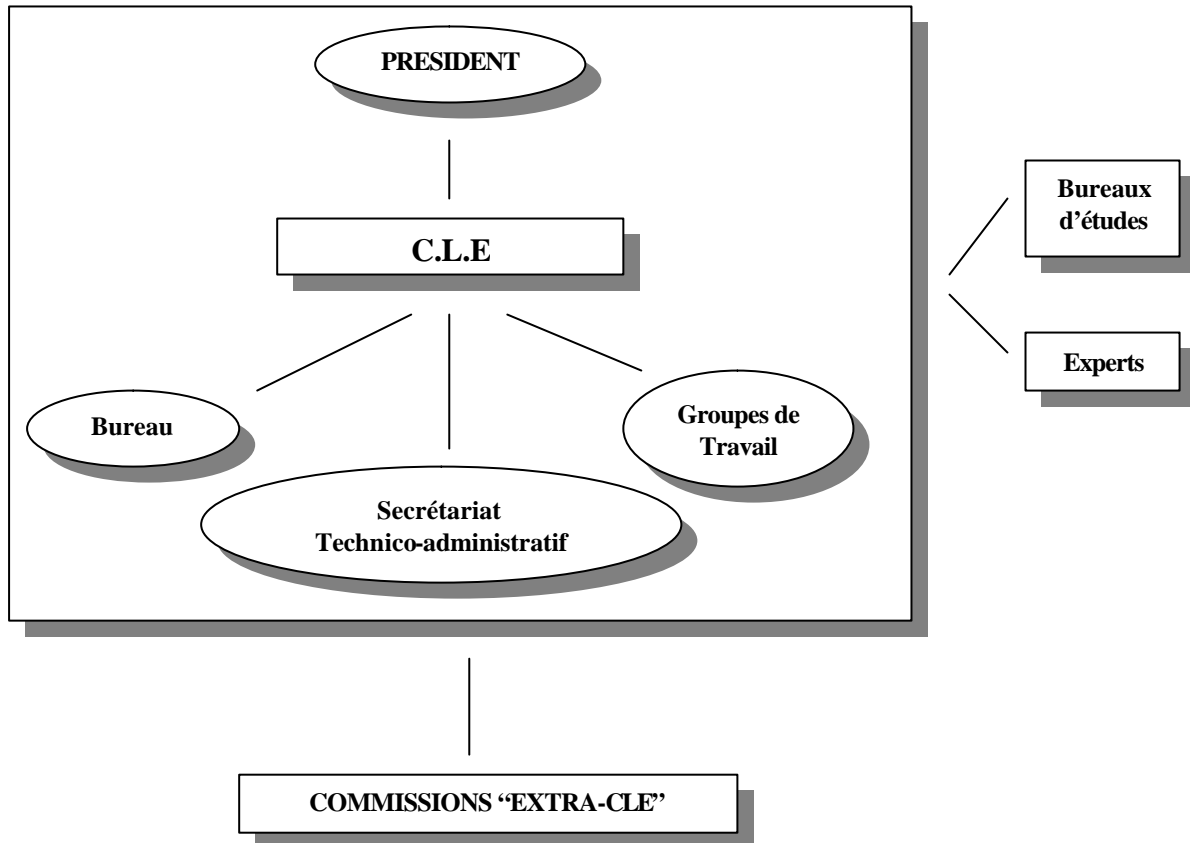 PRESIDENT
C.L.E
Bureau
Groupes de
Travail
Secrétariat
Technico-administratif
Bureaux
d’études
Experts
COMMISSIONS “EXTRA-CLE”